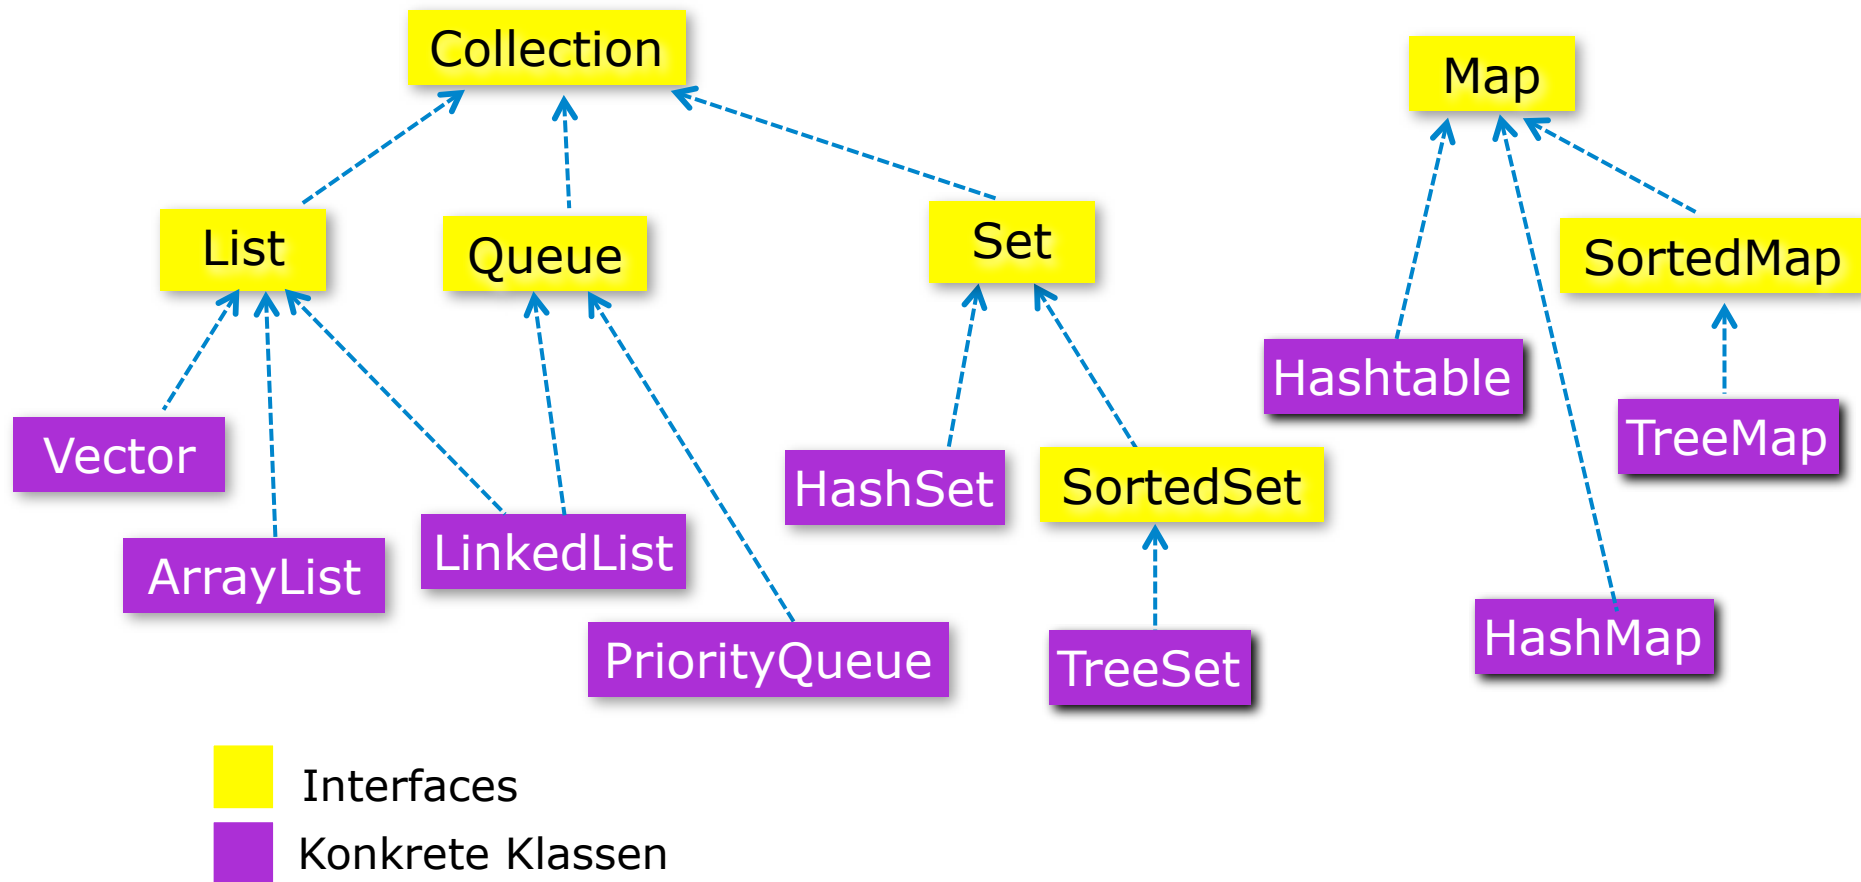 Collection
Map
List
Queue
Set
SortedMap
Hashtable
Vector
TreeMap
HashSet
SortedSet
LinkedList
ArrayList
HashMap
PriorityQueue
TreeSet
Interfaces
Konkrete Klassen